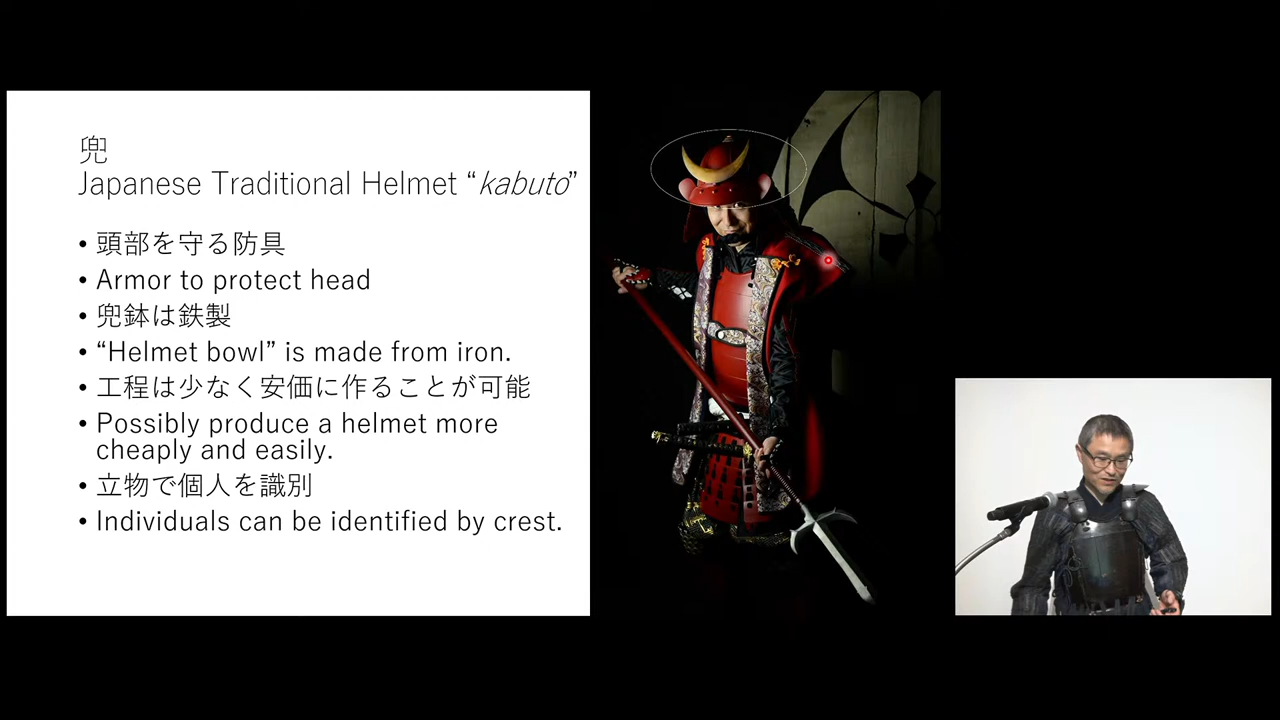 兜
Japanese Traditional Helmet “kabuto”
• 頭部を守る防具
• Armor to protect head
• 兜鉢は鉄製
• “Helmet bowl” is made from iron.
• 工程は少なく安価に作ることが可能
• Possibly produce a helmet more
cheaply and easily.
• 立物で個人を識別
• Individuals can be identified by crest.